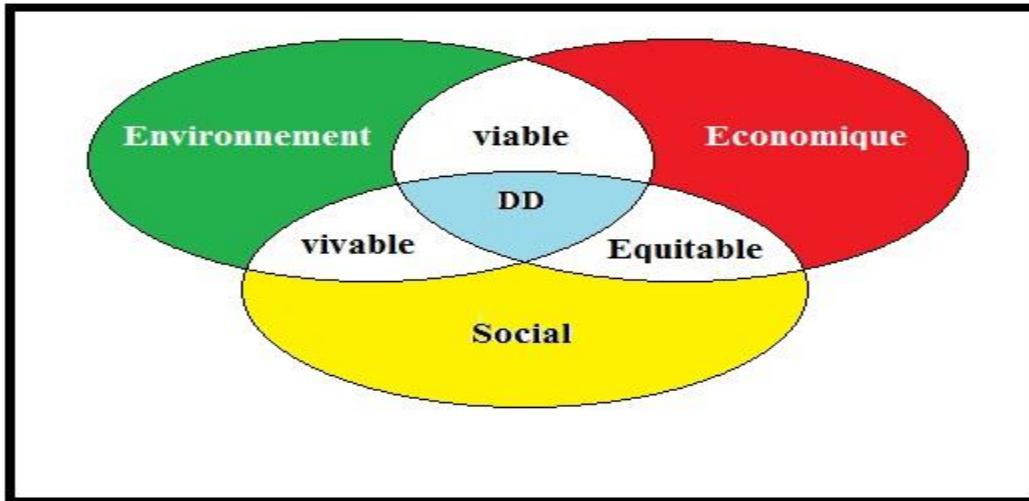 Environnement
viable
Economique
DD
vivable
Equitable
Social